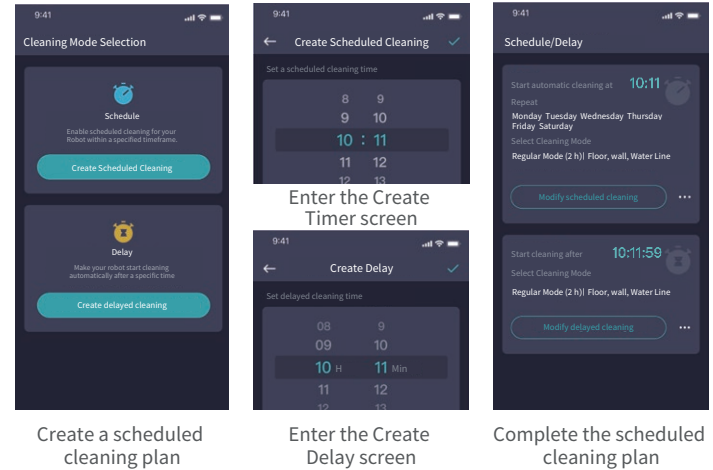 9:41
Cleaning Mode Selection
Schedule
Enable scheduled cleaning for your
Robot within a specified timeframe.
Create Scheduled Cleaning
Delay
Make your robot start cleaning
automatically after a specific time
Create delayed cleaning
Create a scheduled
cleaning plan
9:41
Create Scheduled Cleaning
Set a scheduled cleaning time
8 9
9 10
10 : 11
11 12
12 13
Enter the Create
Timer screen
9:41
Create Delay
Set delayed cleaning time
08 9
09 10
10 H 11 Min
11 12
12 13
Enter the Create
Delay screen
9:41
Schedule/Delay
Start automatic cleaning at 10:11
Repeat
Monday Tuesday Wednesday Thursday
Friday Saturday
Select Cleaning Mode
Regular Mode (2 h)| Floor, wall, Water Line
Modify scheduled cleaning
Start cleaning after 10:11:59
Select Cleaning Mode
Regular Mode (2 h)| Floor, wall, Water Line
Modify delayed cleaning
Complete the scheduled
cleaning plan